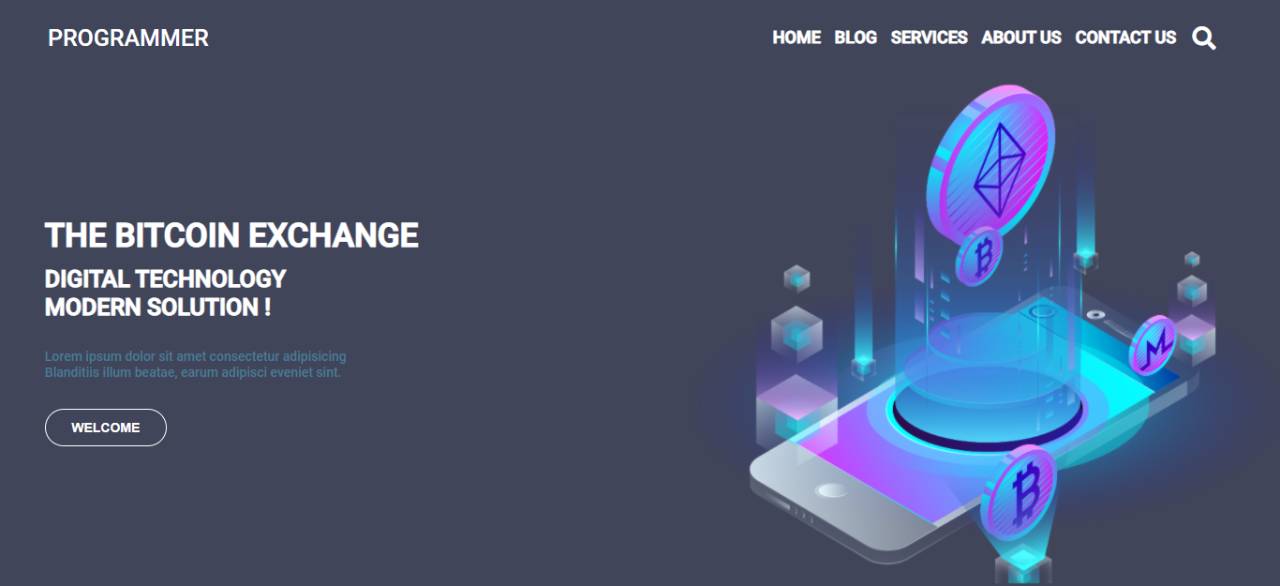 PROGRAMMER
HOME BLOG SERVICES ABOUT US CONTACT US
THE BITCOIN EXCHANGE
DIGITAL TECHNOLOGY
MODERN SOLUTION !
Lorem ipsum dolor sit amet consectetur adipisicing
Blanditiis illum beatae, earum adipisci eveniet sint.
WELCOME